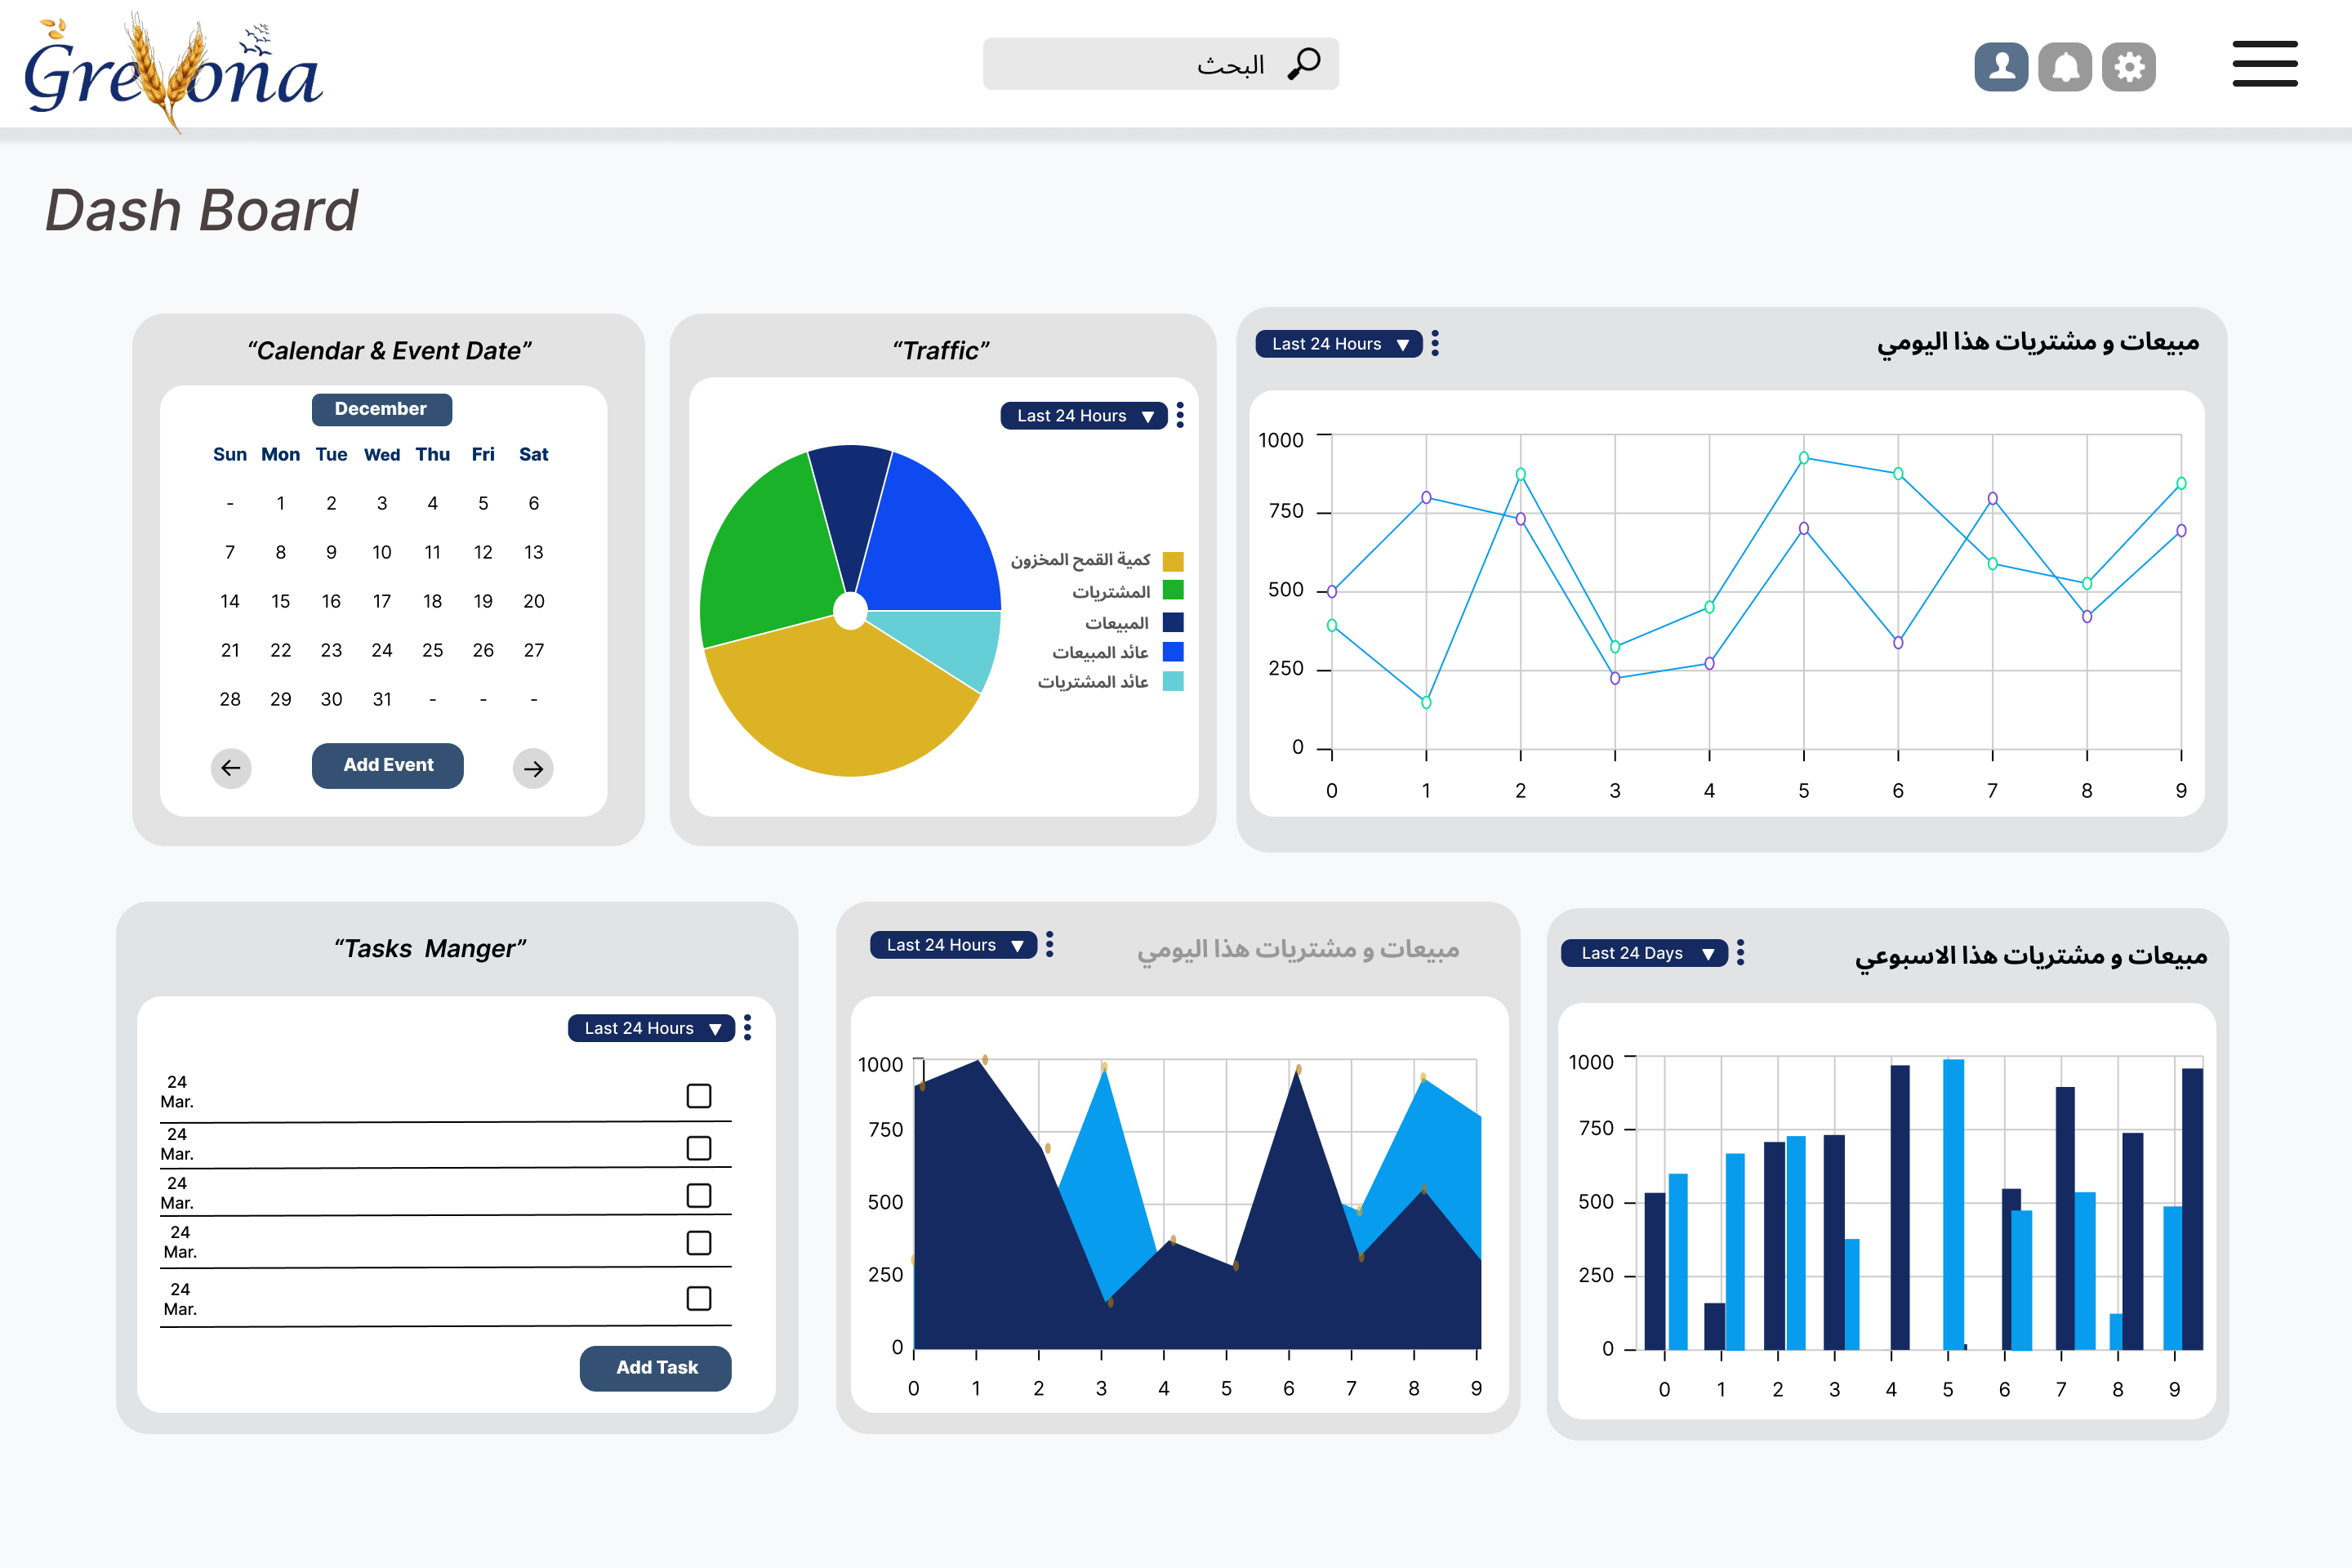 Grevona
البحث
Dash Board
“Calendar & Event Date”
December
Sun Mon Tue Wed Thu Fri Sat
- 1 2 3 4 5 6
7 8 9 10 11 12 13
14 15 16 17 18 19 20
21 22 23 24 25 26 27
28 29 30 31 - - -
Add Event
“Traffic”
Last 24 Hours
كمية القمح المخزون
المشتريات
المبيعات
عائد المبيعات
عائد المشتريات
Last 24 Hours
مبيعات و مشتريات هذا اليومي
1000
750
500
250
0
0 1 2 3 4 5 6 7 8 9
“Tasks Manger”
Last 24 Hours
24
Mar.
24
Mar.
24
Mar.
24
Mar.
24
Mar.
Add Task
Last 24 Hours
مبيعات و مشتريات هذا اليومي
1000
750
500
250
0
0 1 2 3 4 5 6 7 8 9
Last 24 Days
مبيعات و مشتريات هذا الاسبوعي
1000
750
500
250
0
0 1 2 3 4 5 6 7 8 9